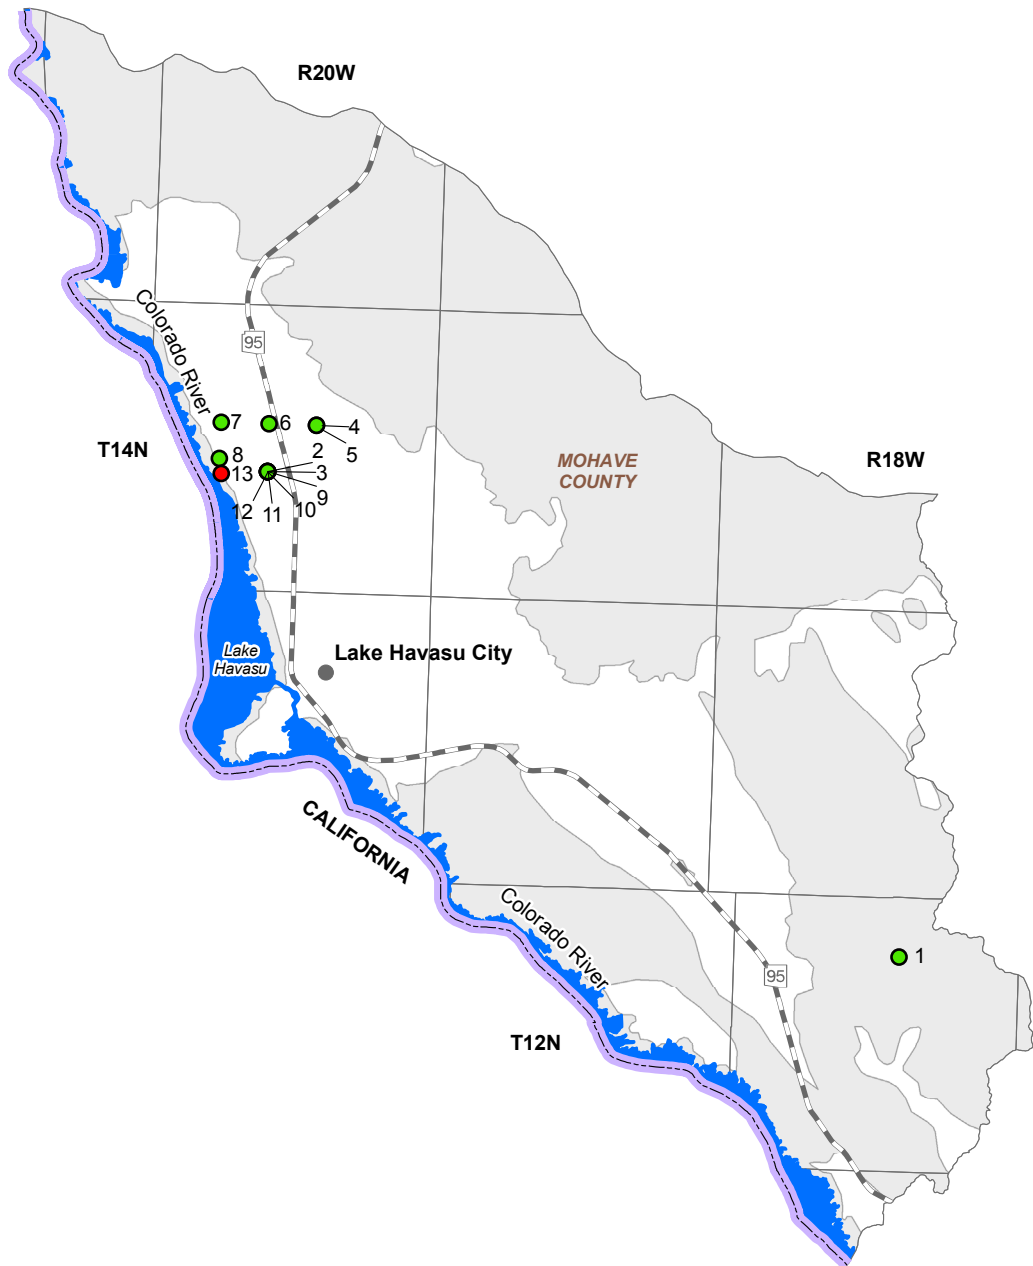 R20W
Colorado River
95
7
6
4
5
T14N
8
13
2
3
9
10
11
12
MOHAVE
COUNTY
R18W
Lake
Havasu
Lake Havasu City
CALIFORNIA
Colorado River
95
1
T12N